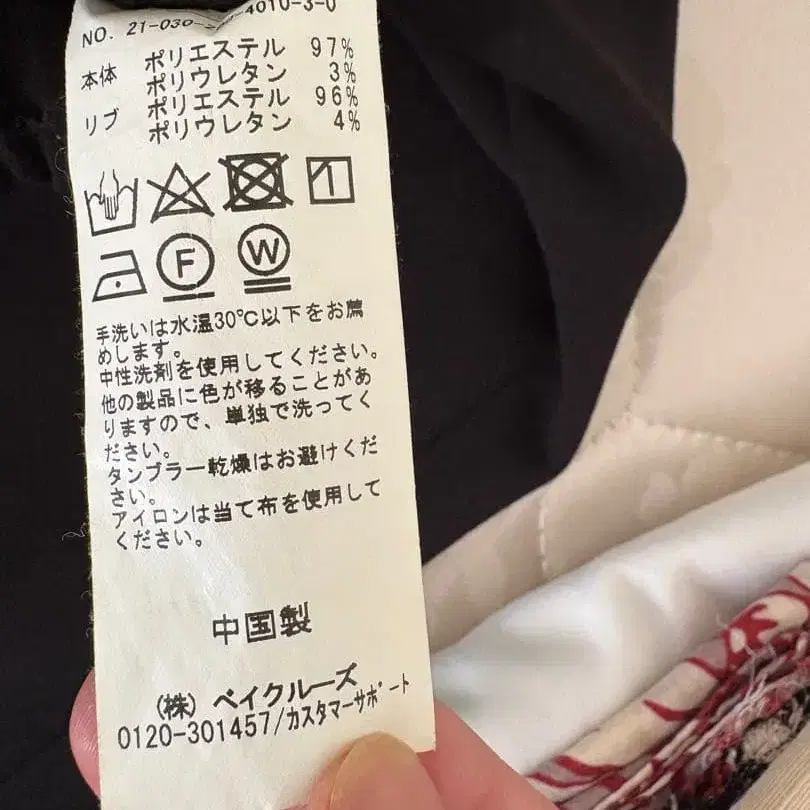 NO. 21-030- 4010-3-0
本体 ポリエステル 97%
ポリウレタン 3%
リブ ポリエステル 96%
ポリウレタン 4%
F W
手洗いは水温30℃以下をお薦
めします。
中性洗剤を使用してください。
他の製品に色が移ることがあ
りますので、単独で洗ってく
ださい。
タンブラー乾燥はお避けくだ
さい。
アイロンは当て布を使用して
ください。
中国製
(株) ベイクルーズ
0120-301457/カスタマーサポート